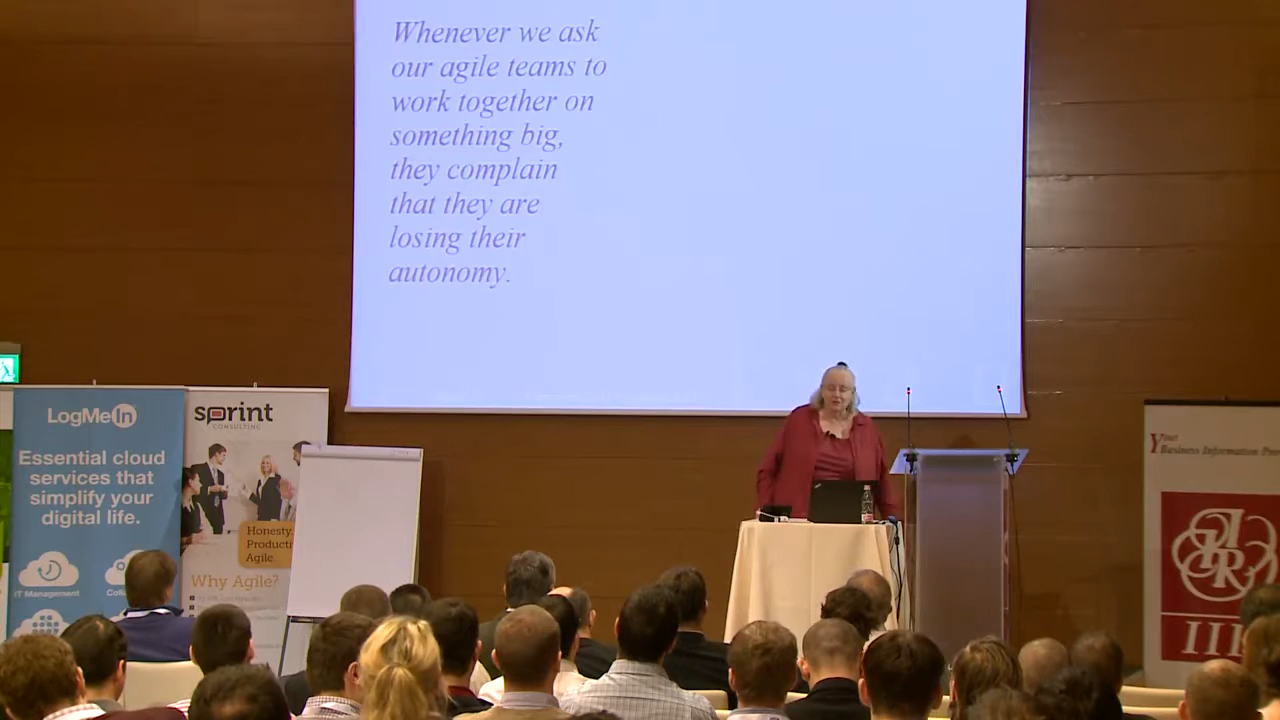 Whenever we ask
our agile teams to
work together on
something big,
they complain
that they are
losing their
autonomy.
LogMeIn
Essential cloud
services that
simplify your
digital life.
IT Management
sprint
CONSULTING
Honesty.
Agile.
Why Agile?
Your
Business Information
IIR